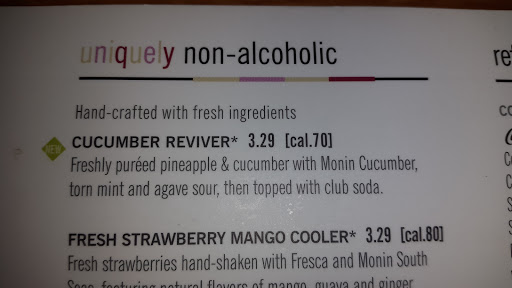 uniquely non-alcoholic
Hand-crafted with fresh ingredients
NEW
CUCUMBER REVIVER* 3.29 [cal.70]
Freshly puréed pineapple & cucumber with Monin Cucumber,
torn mint and agave sour, then topped with club soda.
FRESH STRAWBERRY MANGO COOLER* 3.29 [cal.80]
Fresh strawberries hand-shaken with Fresca and Monin South
Seas, featuring natural flavors of mango, guava and ginger